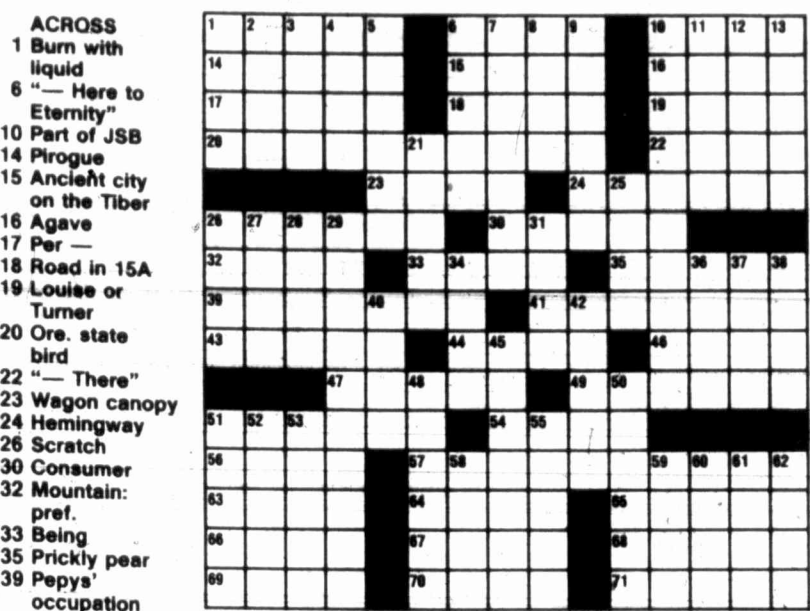 ACROSS
1 Burn with
liquid
6 “— Here to
Eternity”
10 Part of JSB
14 Pirogue
15 Ancient city
on the Tiber
16 Agave
17 Per —
18 Road in 15A
19 Louise or
Turner
20 Ore. state
bird
22 “— There”
23 Wagon canopy
24 Hemingway
26 Scratch
30 Consumer
32 Mountain:
pref.
33 Being
35 Prickly pear
39 Pepys’
occupation
1 2 3 4 5 6 7 8 9 10 11 12 13
14 15 16
17 18 19
20 21 22
23 24 25
26 27 28 29 30 31
32 33 34 35 36 37 38
39 40 41 42
43 44 45 46
47 48 49 50
51 52 53 54 55
56 57 58 59 60 61 62
63 64 65
66 67 68
69 70 71